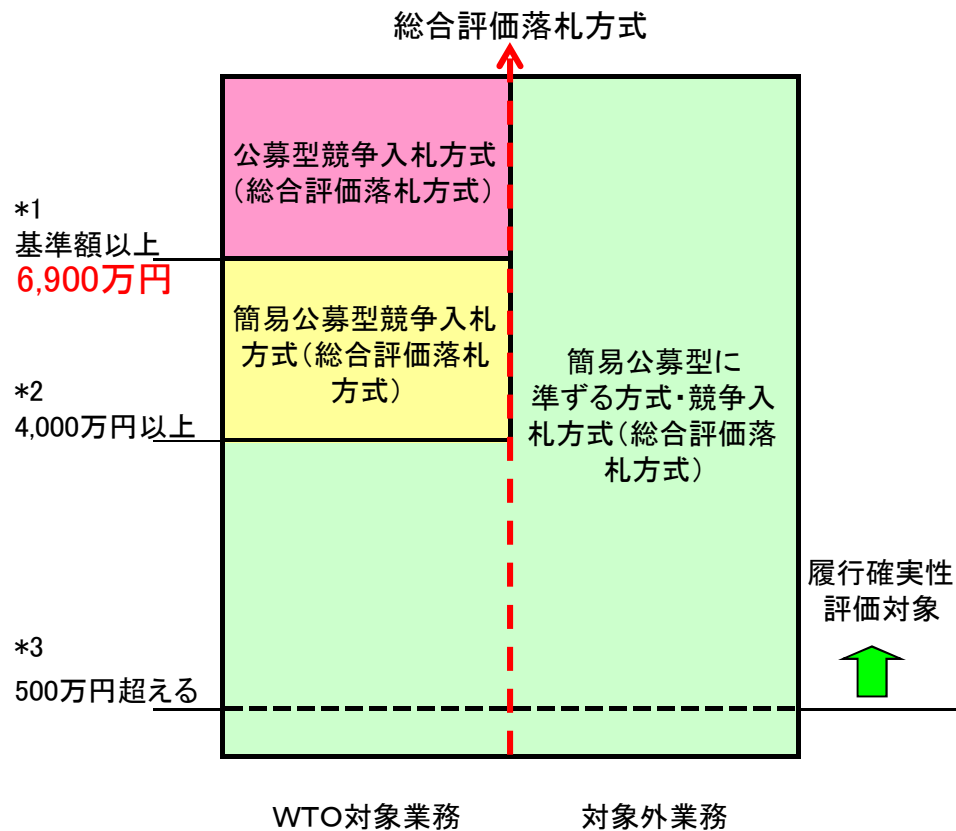 総合評価落札方式
公募型競争入札方式
（総合評価落札方式）
*1
基準額以上
6,900万円
簡易公募型競争入札
方式（総合評価落札
方式）
*2
4,000万円以上
簡易公募型に
準ずる方式・競争入
札方式（総合評価落
札方式）
履行確実性
評価対象
*3
500万円超える
WTO対象業務
対象外業務